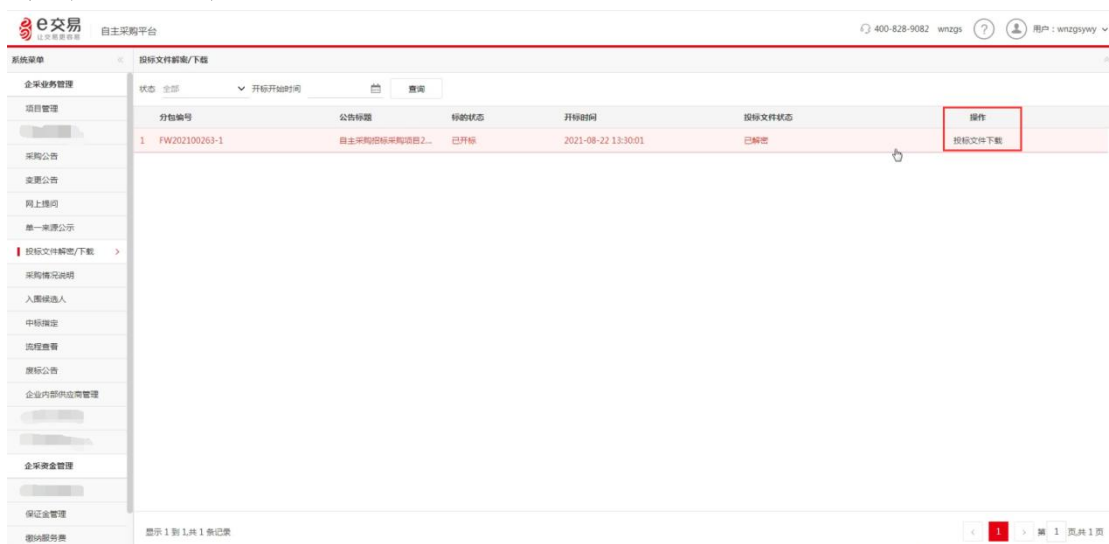 e交易
让交易更容易
自主采购平台
400-828-9082 wnzgs ? 用户：wnzgsywy
系统菜单
投标文件解密/下载
企采业务管理
项目管理
采购公告
变更公告
网上提问
单一来源公示
投标文件解密/下载
采购情况说明
入围候选人
中标指定
流程查看
废标公告
企业内部供应商管理
企采资金管理
保证金管理
缴纳服务费
状态 全部 开标开始时间 查询
分包编号 公告标题 标的状态 开标时间 投标文件状态 操作
1 FW202100263-1 自主采购招标采购项目2... 已开标 2021-08-22 13:30:01 已解密 投标文件下载
显示 1 到 1,共 1 条记录
1 第 1 页,共 1 页